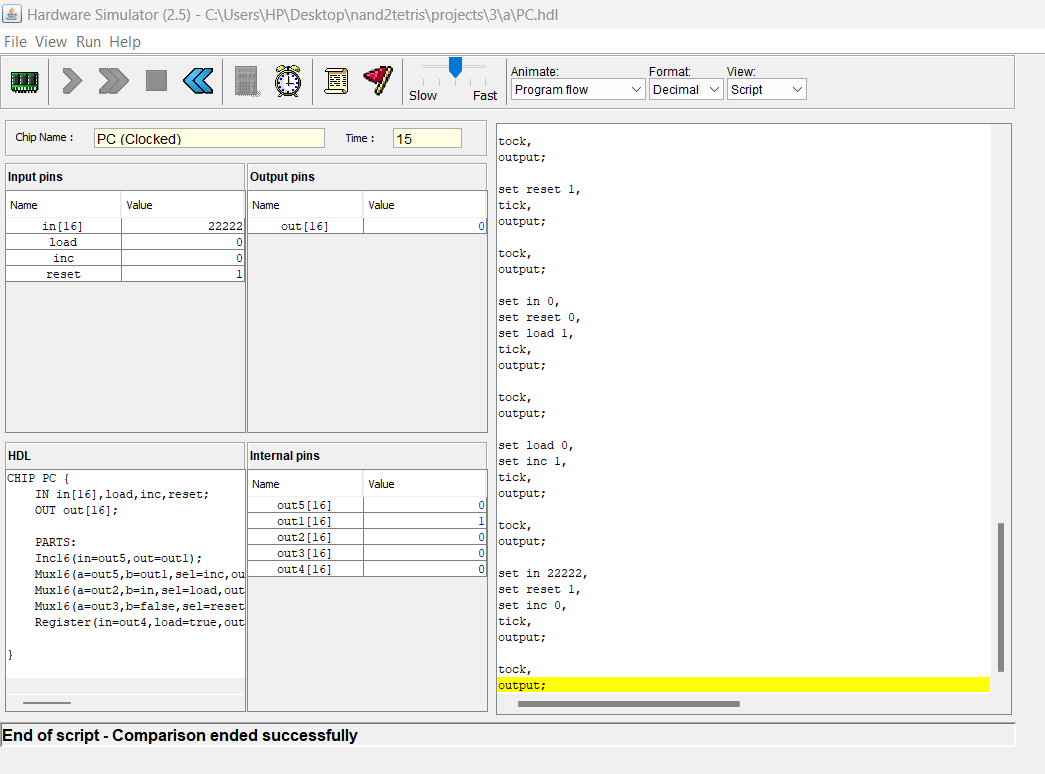 Hardware Simulator (2.5) - C:\Users\HP\Desktop\nand2tetris\projects\3\a\PC.hdl
File View Run Help
Slow Fast
Animate: Format: View:
Program flow Decimal Script
Chip Name : PC (Clocked) Time : 15
Input pins
Name Value
in[16] 22222
load 0
inc 0
reset 1
Output pins
Name Value
out[16] 0
HDL
CHIP PC {
IN in[16],load,inc,reset;
OUT out[16];
PARTS:
Inc16(in=out5,out=out1);
Mux16(a=out5,b=out1,sel=inc,ou
Mux16(a=out2,b=in,sel=load,out
Mux16(a=out3,b=false,sel=reset
Register(in=out4,load=true,out
}
Internal pins
Name Value
out5[16] 0
out1[16] 1
out2[16] 0
out3[16] 0
out4[16] 0
tock,
output;
set reset 1,
tick,
output;
tock,
output;
set in 0,
set reset 0,
set load 1,
tick,
output;
tock,
output;
set load 0,
set inc 1,
tick,
output;
tock,
output;
set in 22222,
set reset 1,
set inc 0,
tick,
output;
tock,
output;
End of script - Comparison ended successfully